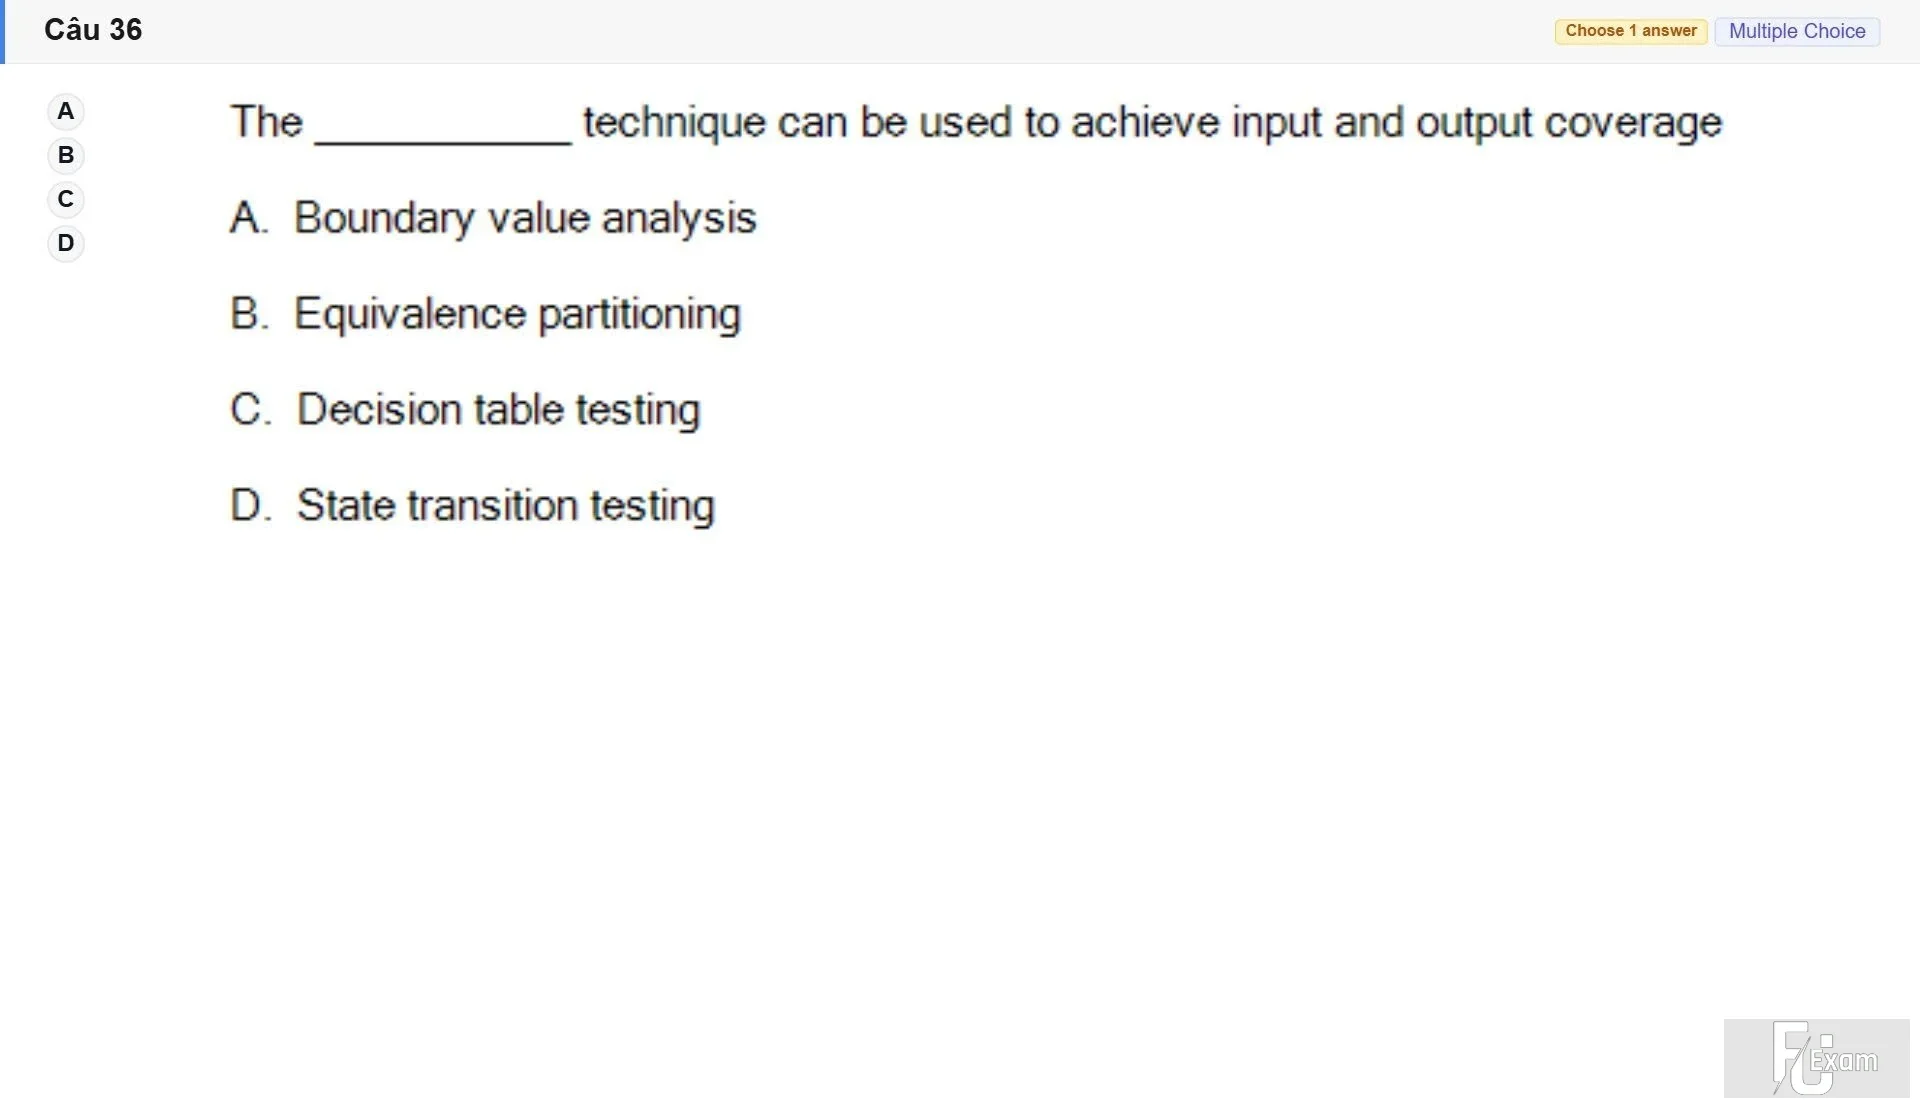 Câu 36
Choose 1 answer
Multiple Choice
A
B
C
D
The ___________ technique can be used to achieve input and output coverage
A. Boundary value analysis
B. Equivalence partitioning
C. Decision table testing
D. State transition testing
FU Exam